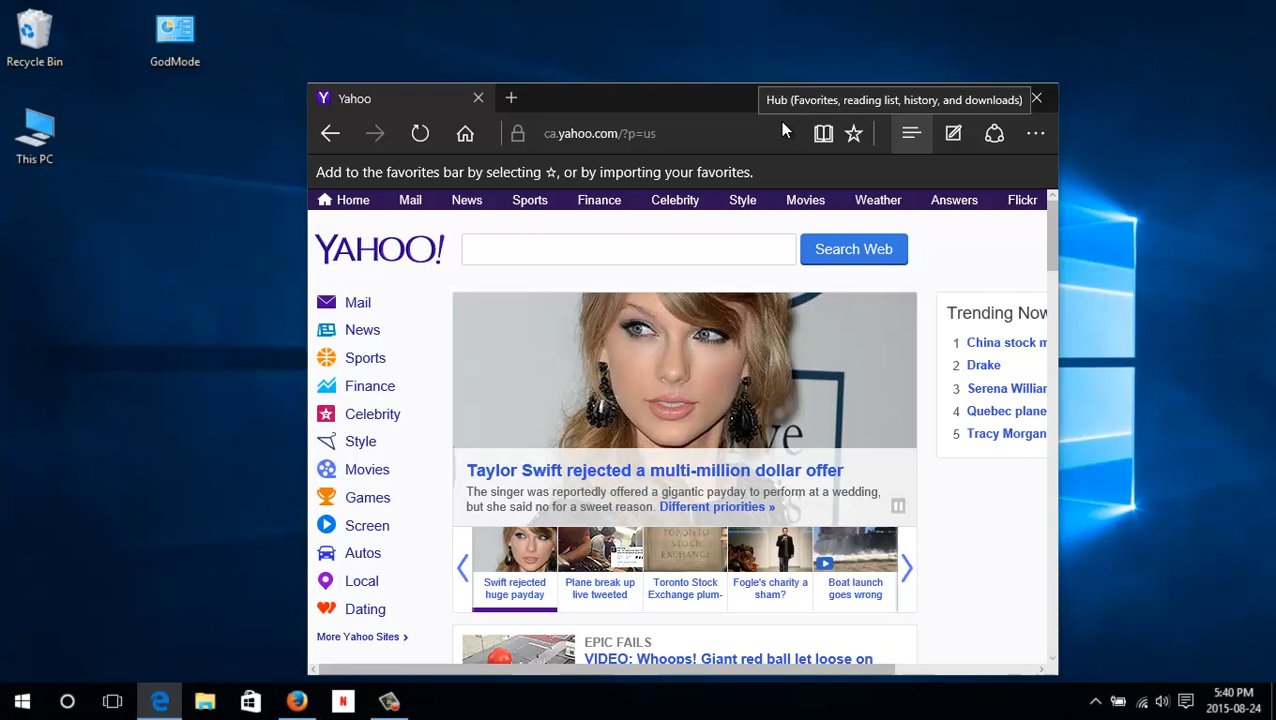 Recycle Bin
GodMode
This PC
Yahoo
Hub (Favorites, reading list, history, and downloads)
ca.yahoo.com/?p=us
Add to the favorites bar by selecting ☆, or by importing your favorites.
Home Mail News Sports Finance Celebrity Style Movies Weather Answers Flickr
YAHOO!
Search Web
Mail
News
Sports
Finance
Celebrity
Style
Movies
Games
Screen
Autos
Local
Dating
More Yahoo Sites ›
Taylor Swift rejected a multi-million dollar offer
The singer was reportedly offered a gigantic payday to perform at a wedding,
but she said no for a sweet reason. Different priorities »
Swift rejected
huge payday
Plane break up
live tweeted
Toronto Stock
Exchange plum-
Fogle's charity a
sham?
Boat launch
goes wrong
TORONTO
STOCK
EXCHANGE
EPIC FAILS
VIDEO: Whoops! Giant red ball let loose on
Trending Now
1 China stock m
2 Drake
3 Serena Williar
4 Quebec plane
5 Tracy Morgan
5:40 PM
2015-08-24